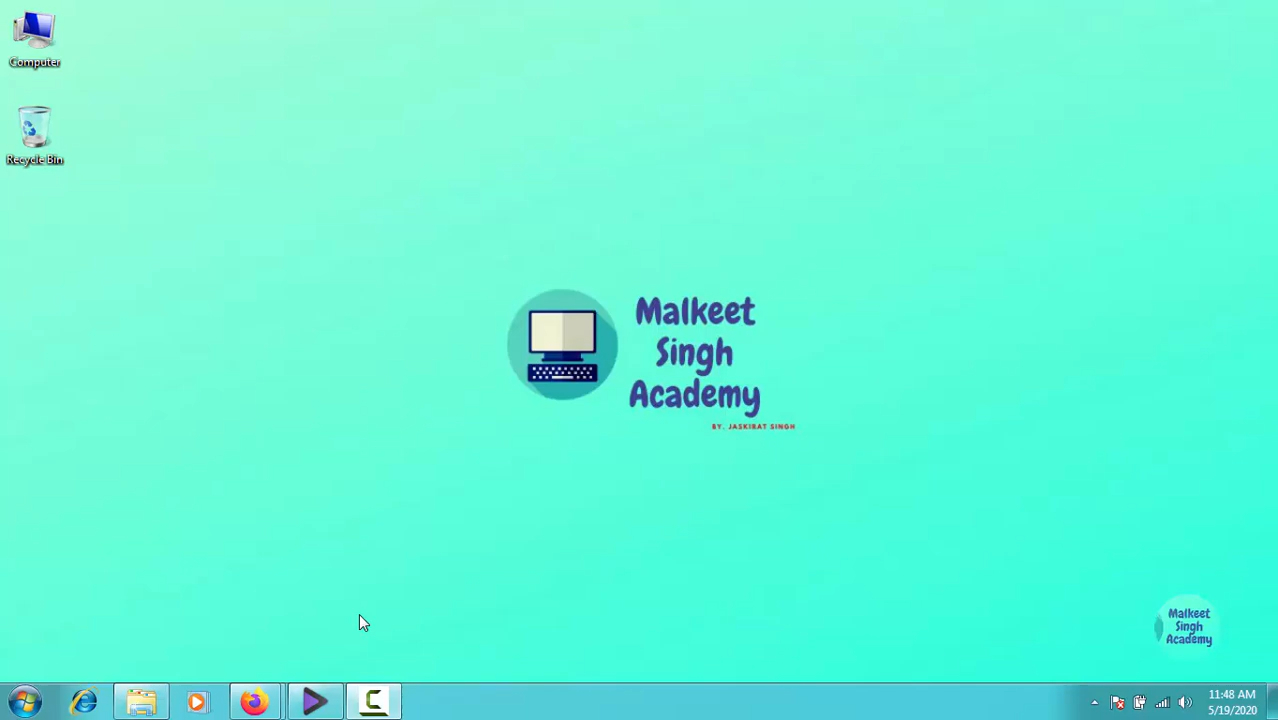 Computer
Recycle Bin
Malkeet
Singh
Academy
BY. JASKIRAT SINGH
Malkeet
Singh
Academy
11:48 AM
5/19/2020